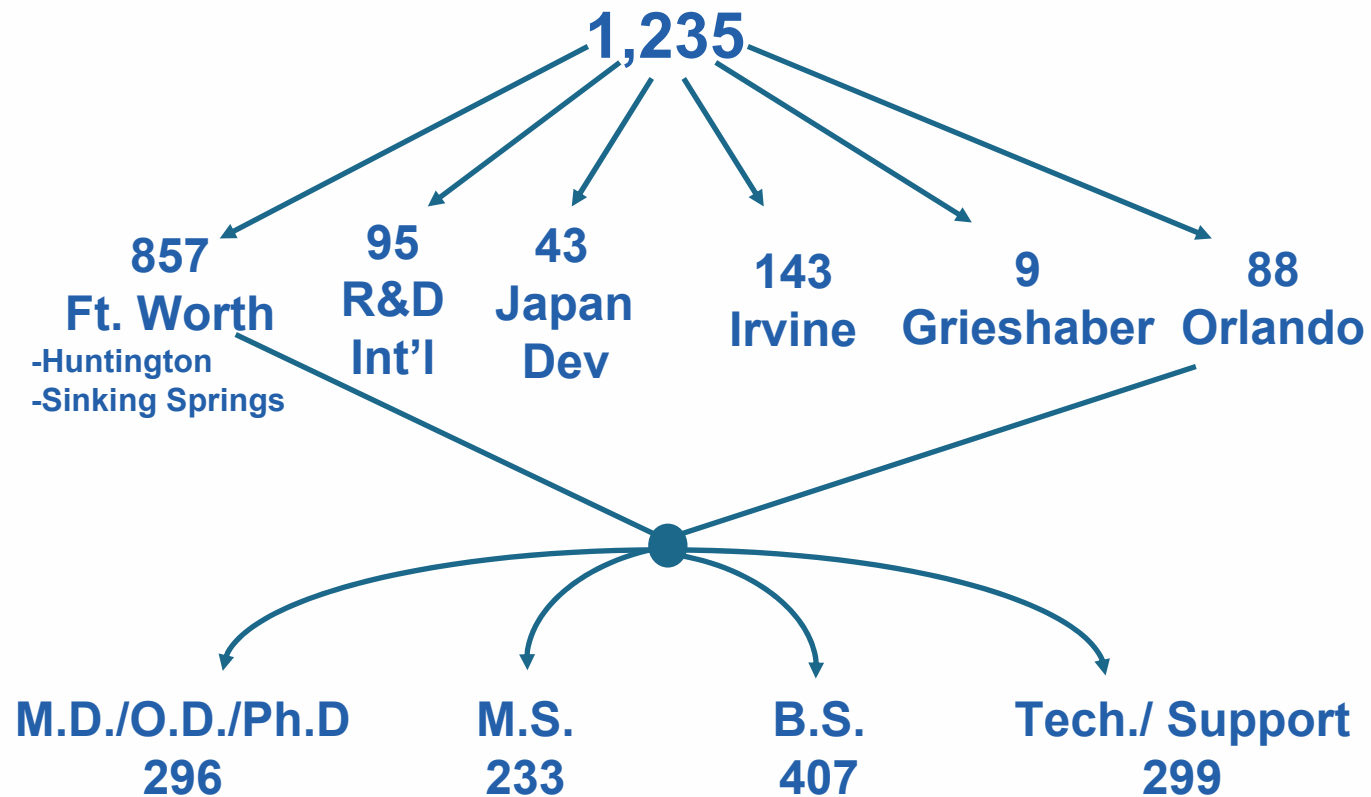 1,235
857
Ft. Worth
-Huntington
-Sinking Springs
95
R&D
Int’l
43
Japan
Dev
143
Irvine
9
Grieshaber
88
Orlando
M.D./O.D./Ph.D
296
M.S.
233
B.S.
407
Tech./ Support
299